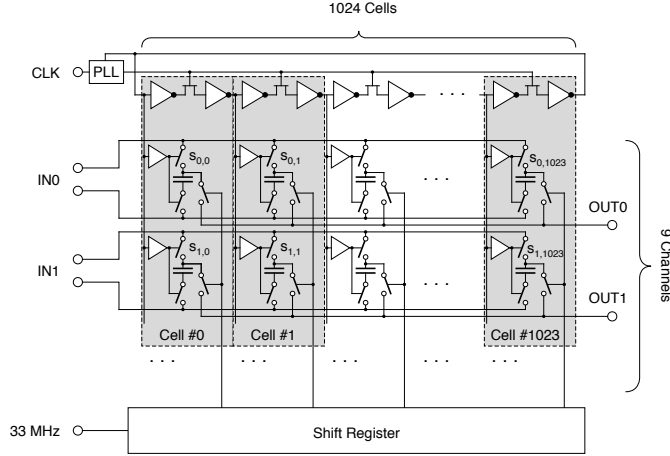 1024 Cells
CLK
PLL
. . .
S0,0
S0,1
S0,1023
IN0
. . .
OUT0
S1,0
S1,1
S1,1023
IN1
. . .
OUT1
9 Channels
Cell #0
Cell #1
Cell #1023
. . .
. . .
. . .
. . .
33 MHz
Shift Register